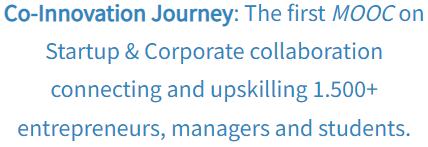 Co-Innovation Journey: The first MOOC on
Startup & Corporate collaboration
connecting and upskilling 1.500+
entrepreneurs, managers and students.